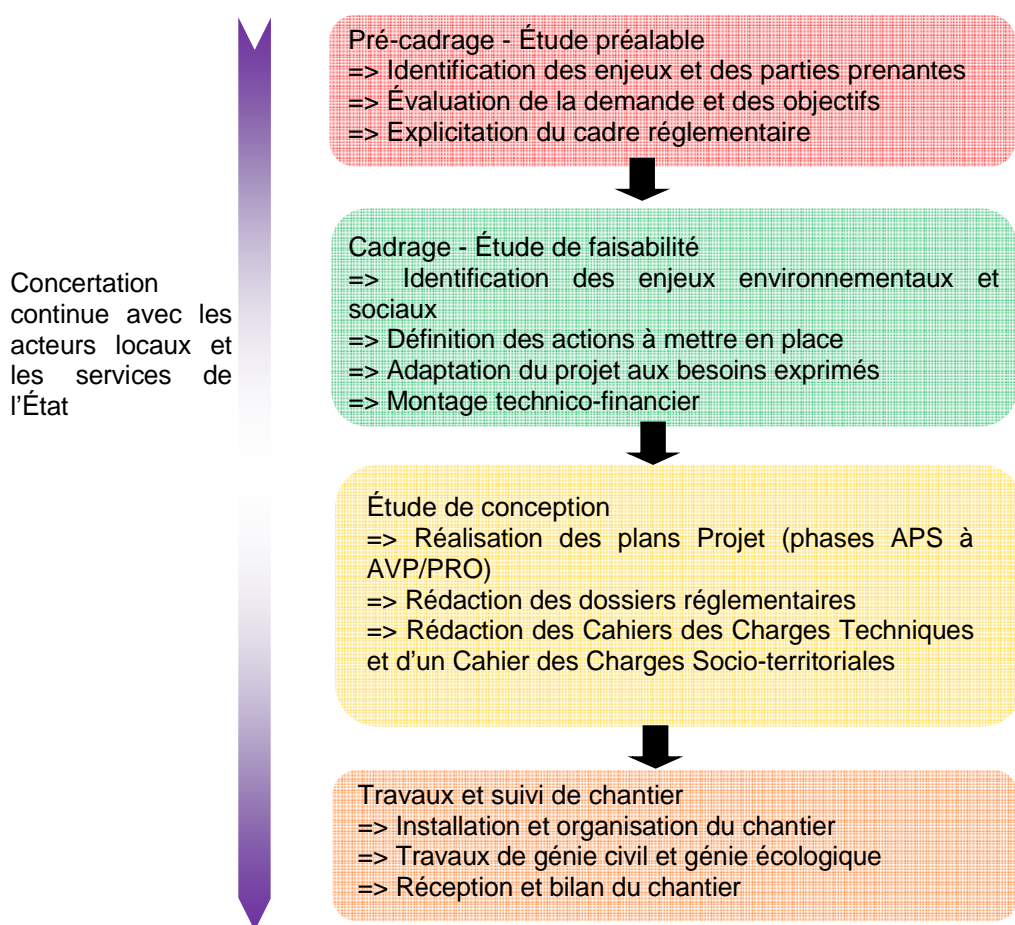 Concertation
continue avec les
acteurs locaux et
les services de
l'État
Pré-cadrage - Étude préalable
=> Identification des enjeux et des parties prenantes
=> Évaluation de la demande et des objectifs
=> Explicitation du cadre réglementaire
Cadrage - Étude de faisabilité
=> Identification des enjeux environnementaux et
sociaux
=> Définition des actions à mettre en place
=> Adaptation du projet aux besoins exprimés
=> Montage technico-financier
Étude de conception
=> Réalisation des plans Projet (phases APS à
AVP/PRO)
=> Rédaction des dossiers réglementaires
=> Rédaction des Cahiers des Charges Techniques
et d'un Cahier des Charges Socio-territoriales
Travaux et suivi de chantier
=> Installation et organisation du chantier
=> Travaux de génie civil et génie écologique
=> Réception et bilan du chantier